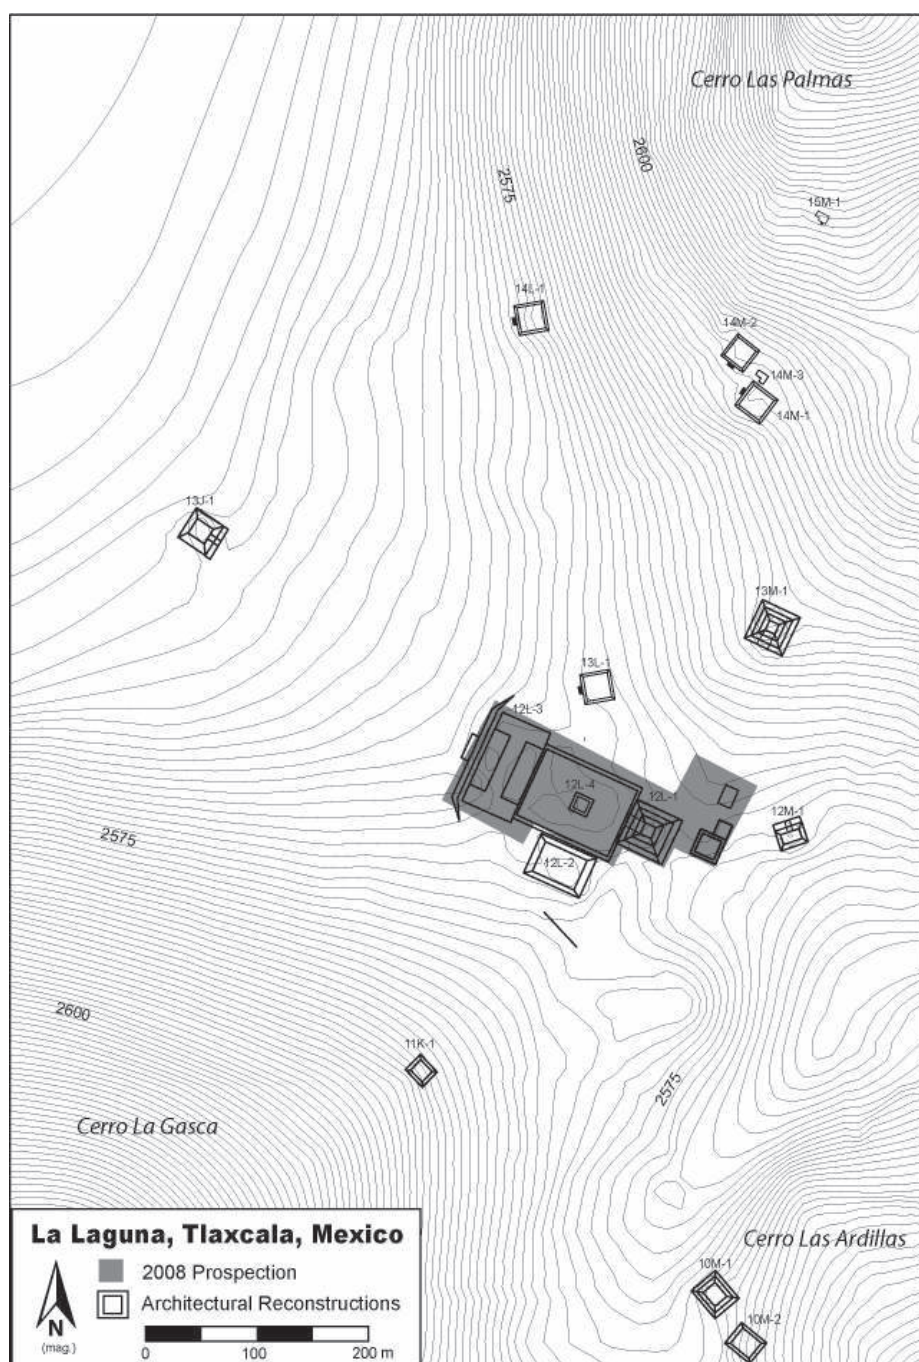 Cerro Las Palmas
2600
2575
15M-1
14L-1
14M-2
14M-3
14M-1
13J-1
13M-1
13L-1
12L-3
12L-4
12L-1
12M-1
2575
12L-2
2600
11K-1
2575
Cerro La Gasca
La Laguna, Tlaxcala, Mexico
2008 Prospection
Architectural Reconstructions
N
(mag.)
0 100 200 m
Cerro Las Ardillas
10M-1
10M-2